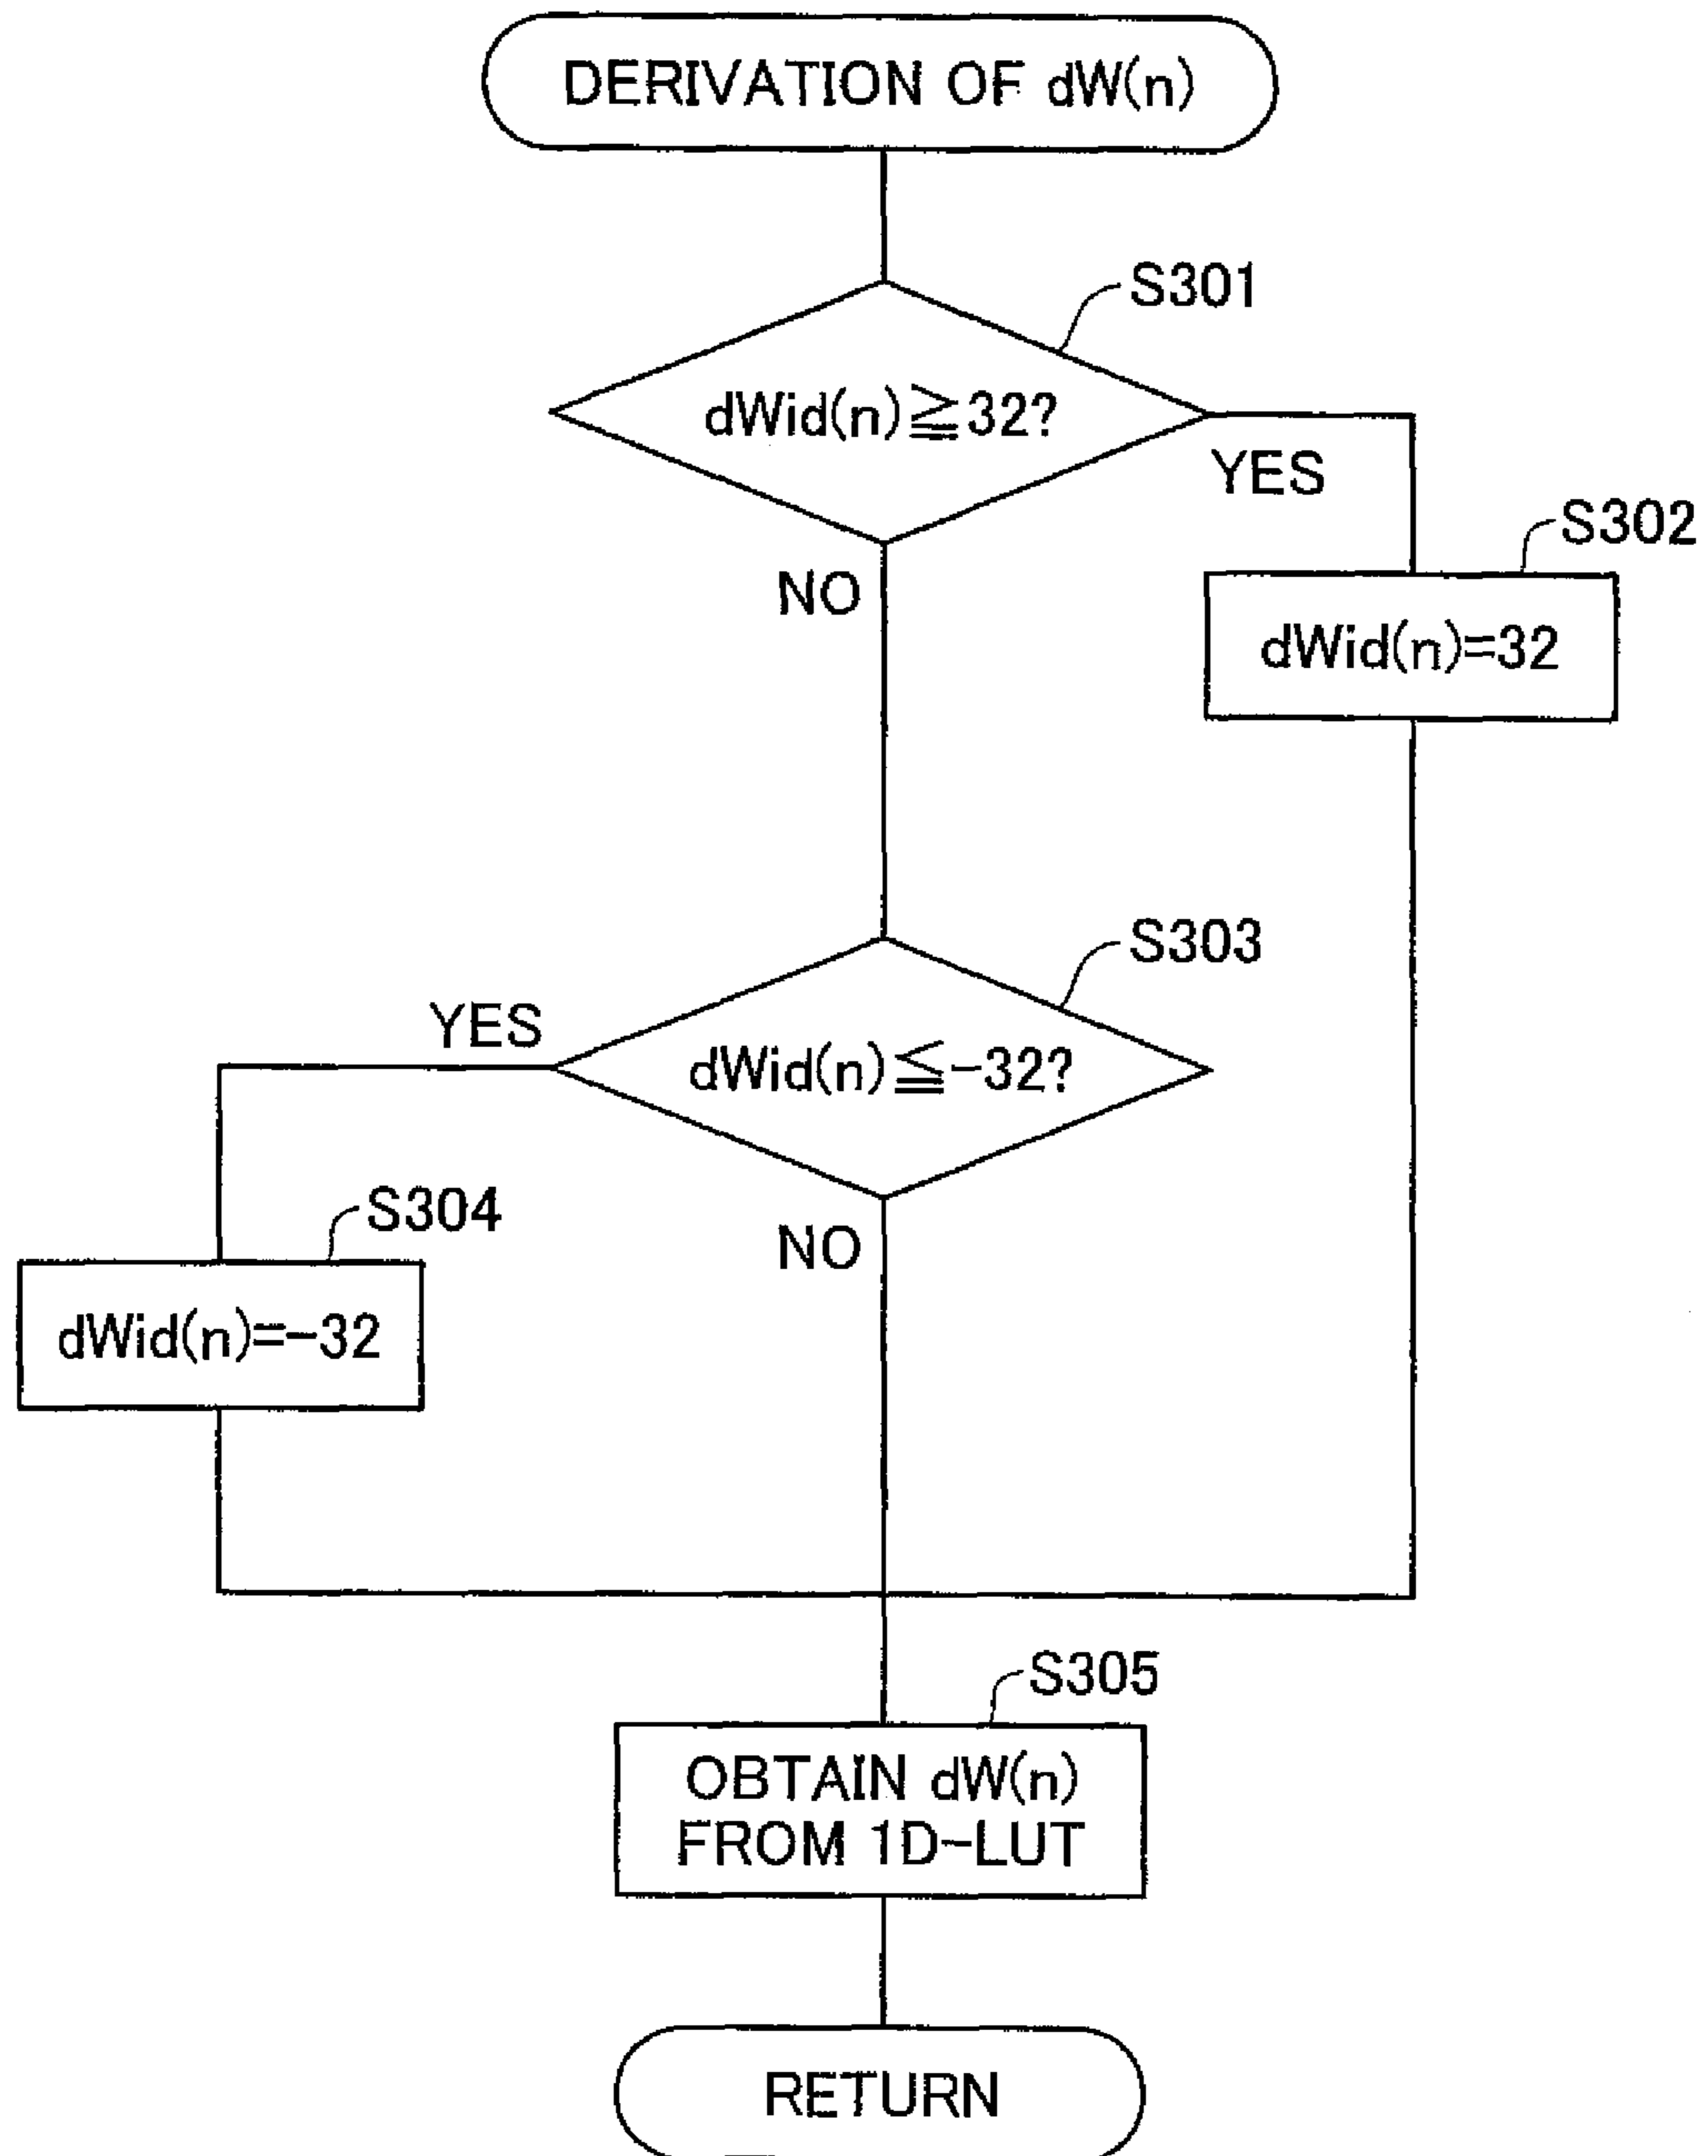 DERIVATION OF dW(n)
S301
dWid(n)≧32?
YES
S302
NO
dWid(n)=32
S303
YES
dWid(n)≦-32?
S304
NO
dWid(n)=-32
S305
OBTAIN dW(n)
FROM 1D-LUT
RETURN